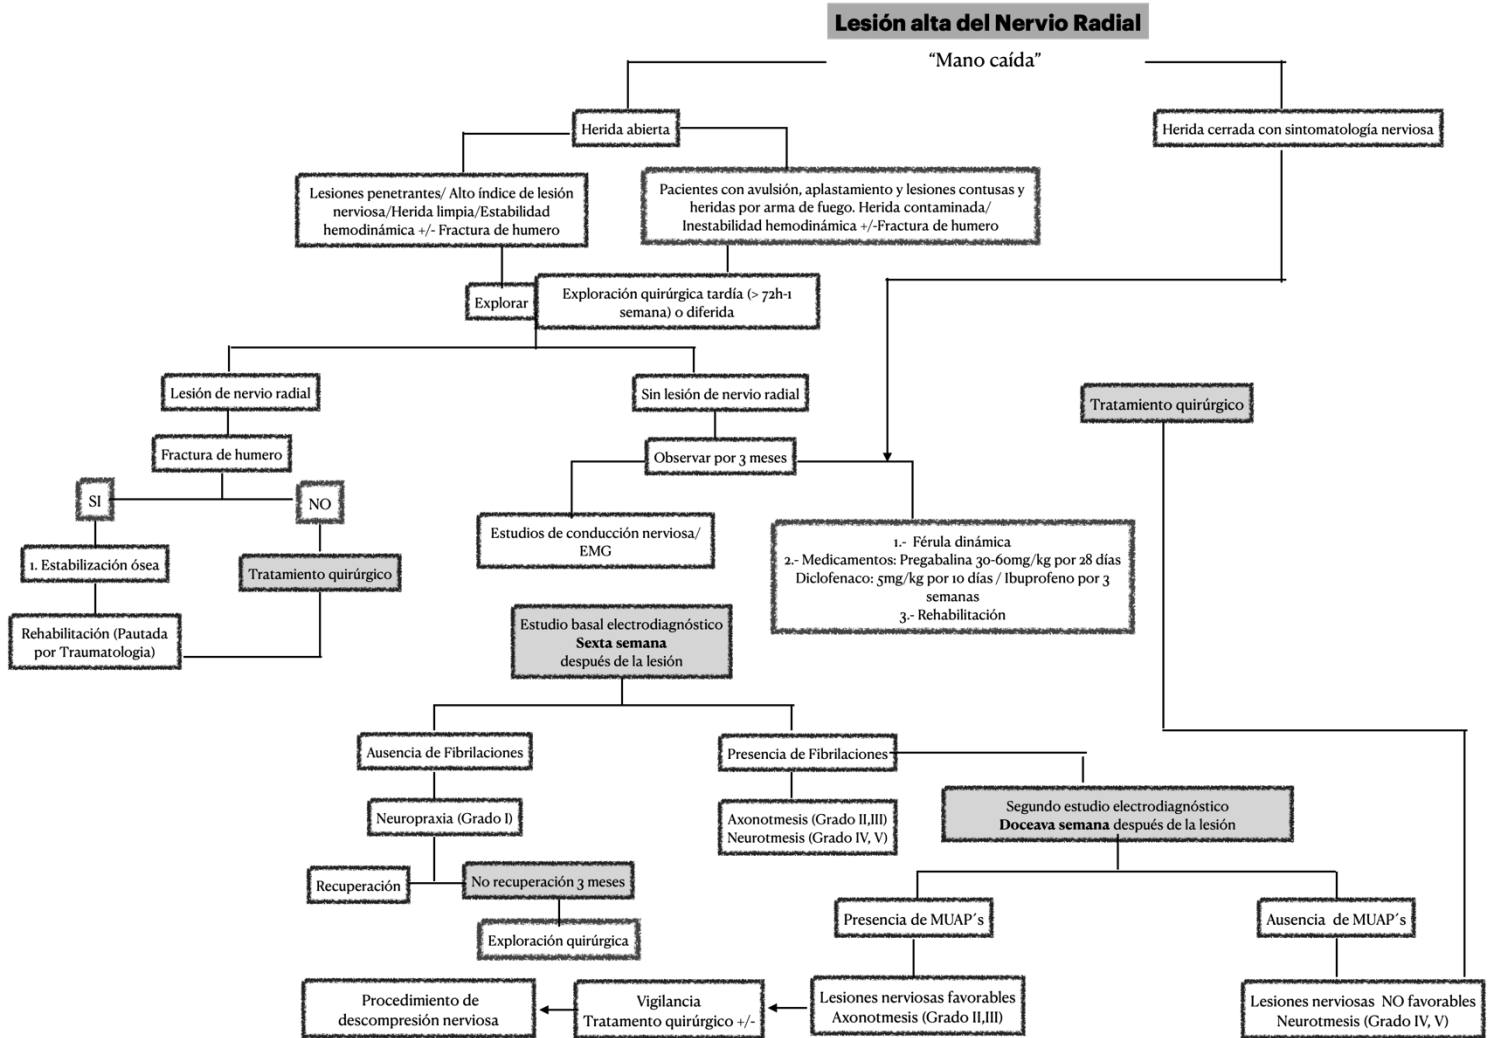 Lesión alta del Nervio Radial
“Mano caída”
Herida abierta
Herida cerrada con sintomatología nerviosa
Lesiones penetrantes/ Alto índice de lesión
nerviosa/Herida limpia/Estabilidad
hemodinámica +/- Fractura de humero
Pacientes con avulsión, aplastamiento y lesiones contusas y
heridas por arma de fuego. Herida contaminada/
Inestabilidad hemodinámica +/-Fractura de humero
Explorar
Exploración quirúrgica tardía (> 72h-1
semana) o diferida
Lesión de nervio radial
Sin lesión de nervio radial
Tratamiento quirúrgico
Fractura de humero
Observar por 3 meses
SI
NO
Estudios de conducción nerviosa/
EMG
1.- Férula dinámica
2.- Medicamentos: Pregabalina 30-60mg/kg por 28 días
Diclofenaco: 5mg/kg por 10 días / Ibuprofeno por 3
semanas
3.- Rehabilitación
1. Estabilización ósea
Tratamiento quirúrgico
Rehabilitación (Pautada
por Traumatologia)
Estudio basal electrodiagnóstico
Sexta semana
después de la lesión
Ausencia de Fibrilaciones
Presencia de Fibrilaciones
Neuropraxia (Grado I)
Axonotmesis (Grado II,III)
Neurotmesis (Grado IV, V)
Segundo estudio electrodiagnóstico
Doceava semana después de la lesión
Recuperación
No recuperación 3 meses
Exploración quirúrgica
Presencia de MUAP´s
Ausencia de MUAP´s
Procedimiento de
descompresión nerviosa
Vigilancia
Tratamento quirúrgico +/-
Lesiones nerviosas favorables
Axonotmesis (Grado II,III)
Lesiones nerviosas NO favorables
Neurotmesis (Grado IV, V)